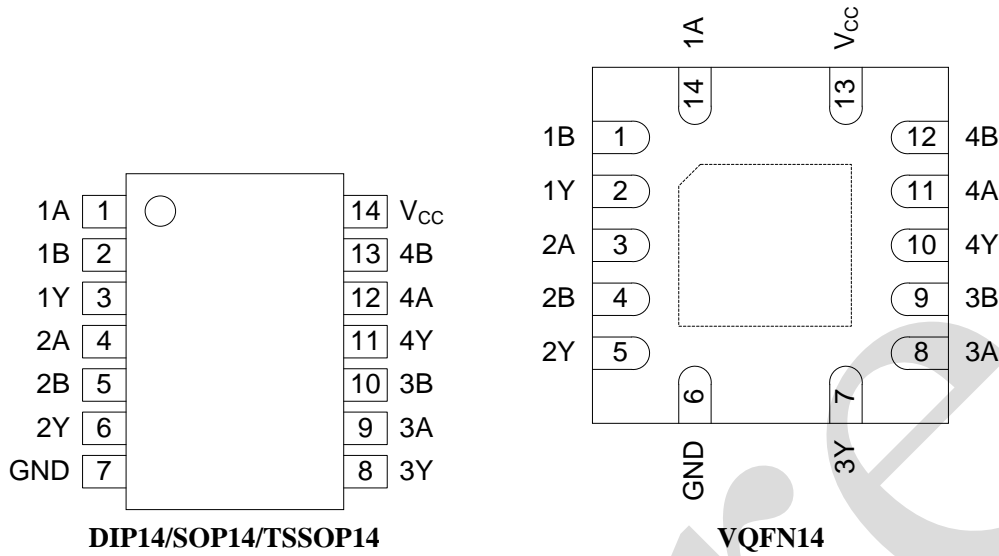 1A 1 14 VCC
1B 2 13 4B
1Y 3 12 4A
2A 4 11 4Y
2B 5 10 3B
2Y 6 9 3A
GND 7 8 3Y
DIP14/SOP14/TSSOP14
1A VCC
14 13
1B 1 12 4B
1Y 2 11 4A
2A 3 10 4Y
2B 4 9 3B
2Y 5 8 3A
6 7
GND 3Y
VQFN14